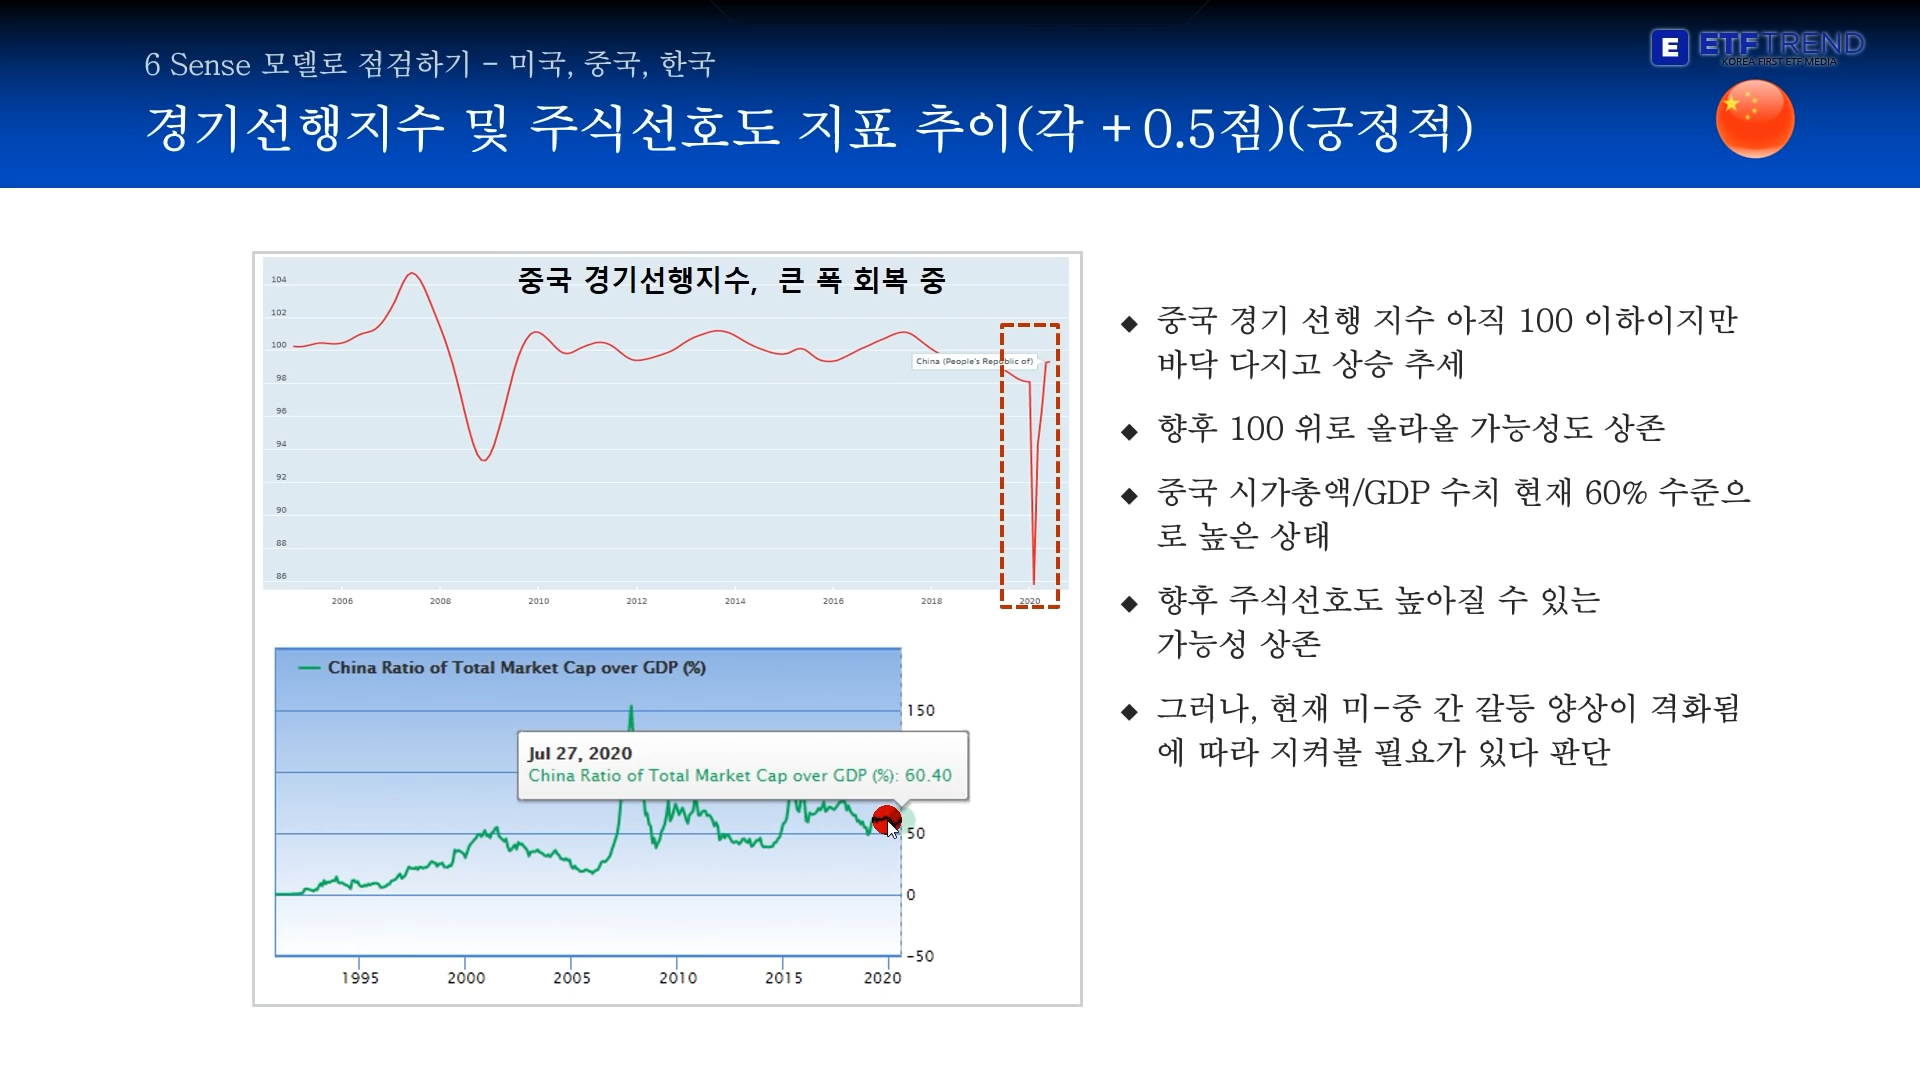 6 Sense 모델로 점검하기 - 미국, 중국, 한국
E ETFTREND
KOREA FIRST ETF MEDIA
경기선행지수 및 주식선호도 지표 추이(각 +0.5점)(긍정적)
중국 경기선행지수, 큰 폭 회복 중
104
102
100
98
96
94
92
90
88
86
China (People's Republic of)
2006 2008 2010 2012 2014 2016 2018 2020
China Ratio of Total Market Cap over GDP (%)
150
Jul 27, 2020
China Ratio of Total Market Cap over GDP (%): 60.40
50
0
-50
1995 2000 2005 2010 2015 2020
◆ 중국 경기 선행 지수 아직 100 이하이지만
바닥 다지고 상승 추세
◆ 향후 100 위로 올라올 가능성도 상존
◆ 중국 시가총액/GDP 수치 현재 60% 수준으
로 높은 상태
◆ 향후 주식선호도 높아질 수 있는
가능성 상존
◆ 그러나, 현재 미-중 간 갈등 양상이 격화됨
에 따라 지켜볼 필요가 있다 판단